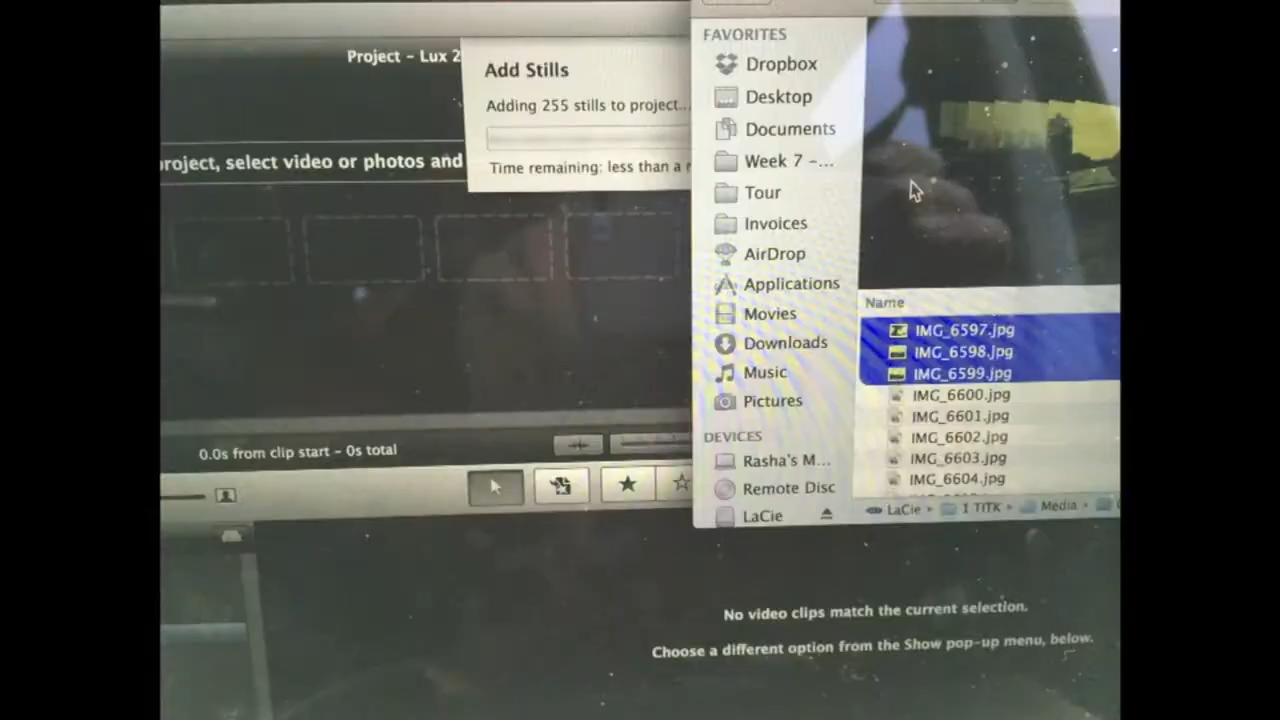 Project – Lux 2
Add Stills
Adding 255 stills to project...
Time remaining: less than a
project, select video or photos and
0.0s from clip start – 0s total
FAVORITES
Dropbox
Desktop
Documents
Week 7 –...
Tour
Invoices
AirDrop
Applications
Movies
Downloads
Music
Pictures
DEVICES
Rasha's M...
Remote Disc
LaCie
Name
IMG_6597.jpg
IMG_6598.jpg
IMG_6599.jpg
IMG_6600.jpg
IMG_6601.jpg
IMG_6602.jpg
IMG_6603.jpg
IMG_6604.jpg
LaCie ▸ 1 TITK ▸ Media ▸
No video clips match the current selection.
Choose a different option from the Show pop-up menu, below.